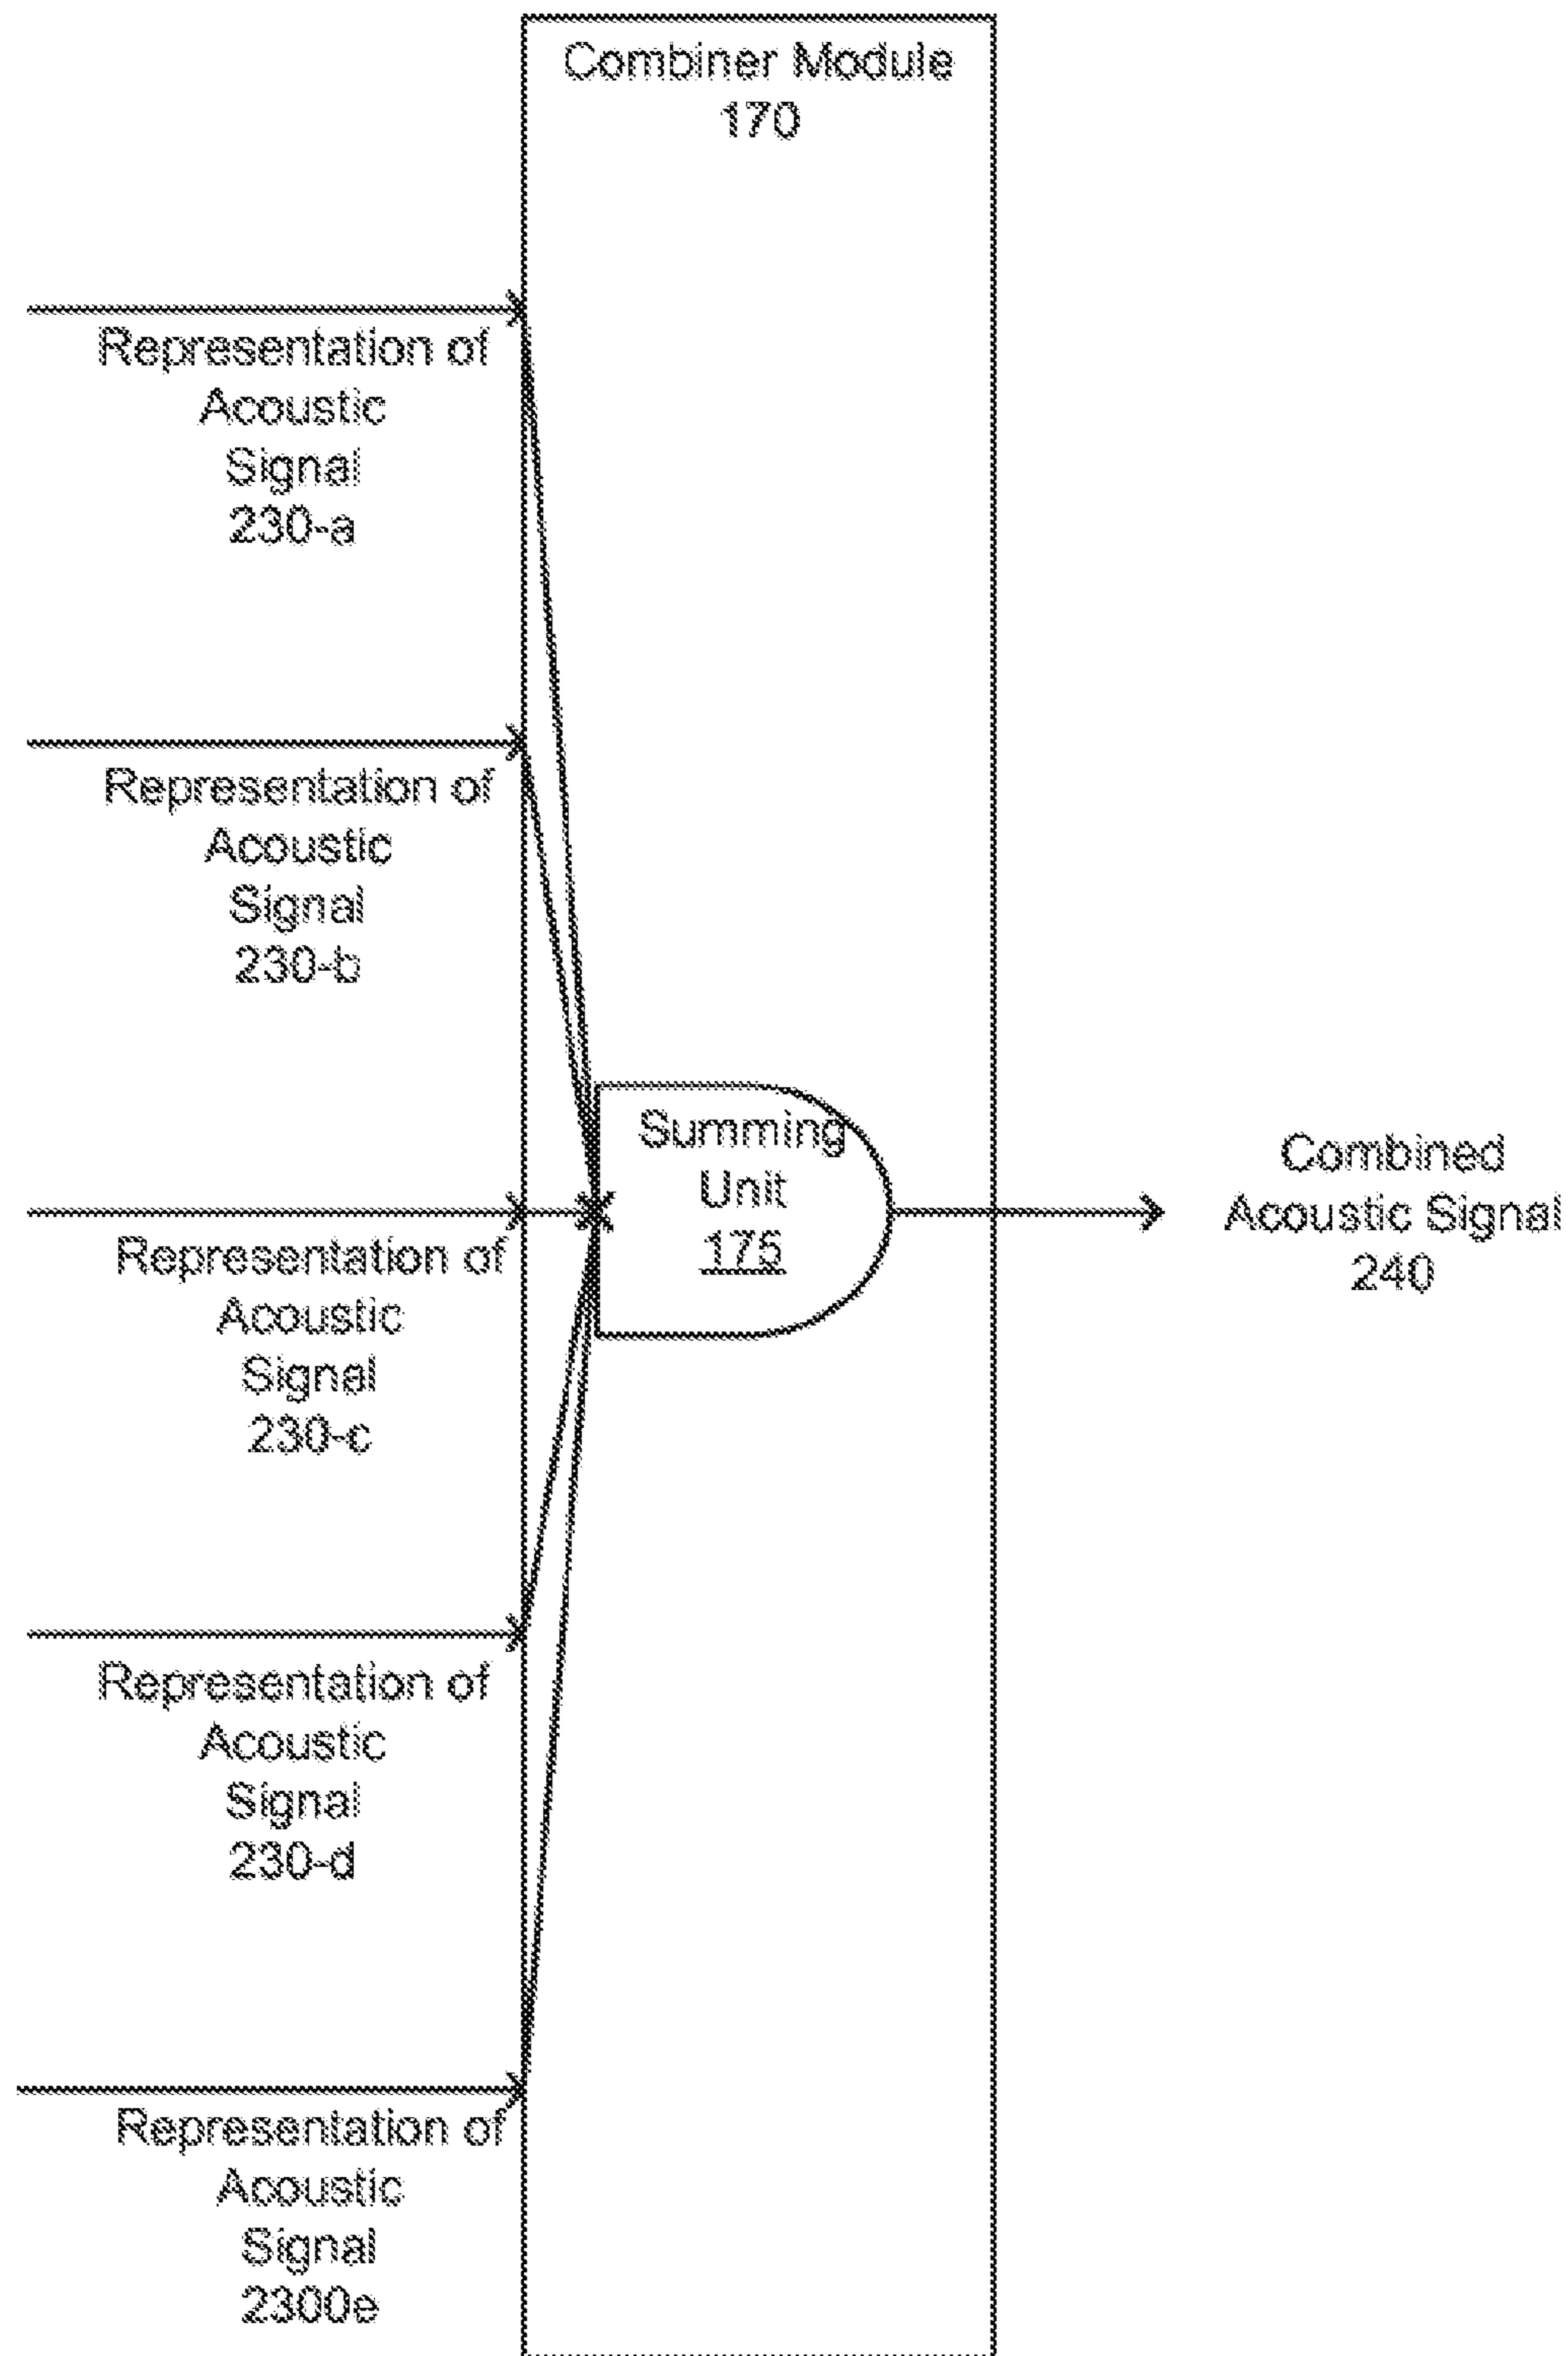 Combiner Module
170
Representation of
Acoustic
Signal
230-a
Representation of
Acoustic
Signal
230-b
Summing
Unit
175
Combined
Acoustic Signal
240
Representation of
Acoustic
Signal
230-c
Representation of
Acoustic
Signal
230-d
Representation of
Acoustic
Signal
2300e